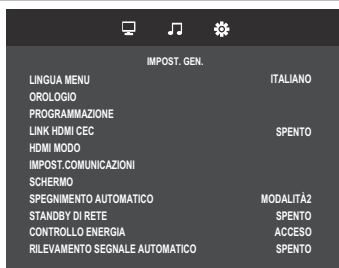 IMPOST. GEN.
LINGUA MENU ITALIANO
OROLOGIO
PROGRAMMAZIONE
LINK HDMI CEC SPENTO
HDMI MODO
IMPOST.COMUNICAZIONI
SCHERMO
SPEGNIMENTO AUTOMATICO MODALITÀ2
STANDBY DI RETE SPENTO
CONTROLLO ENERGIA ACCESO
RILEVAMENTO SEGNALE AUTOMATICO SPENTO